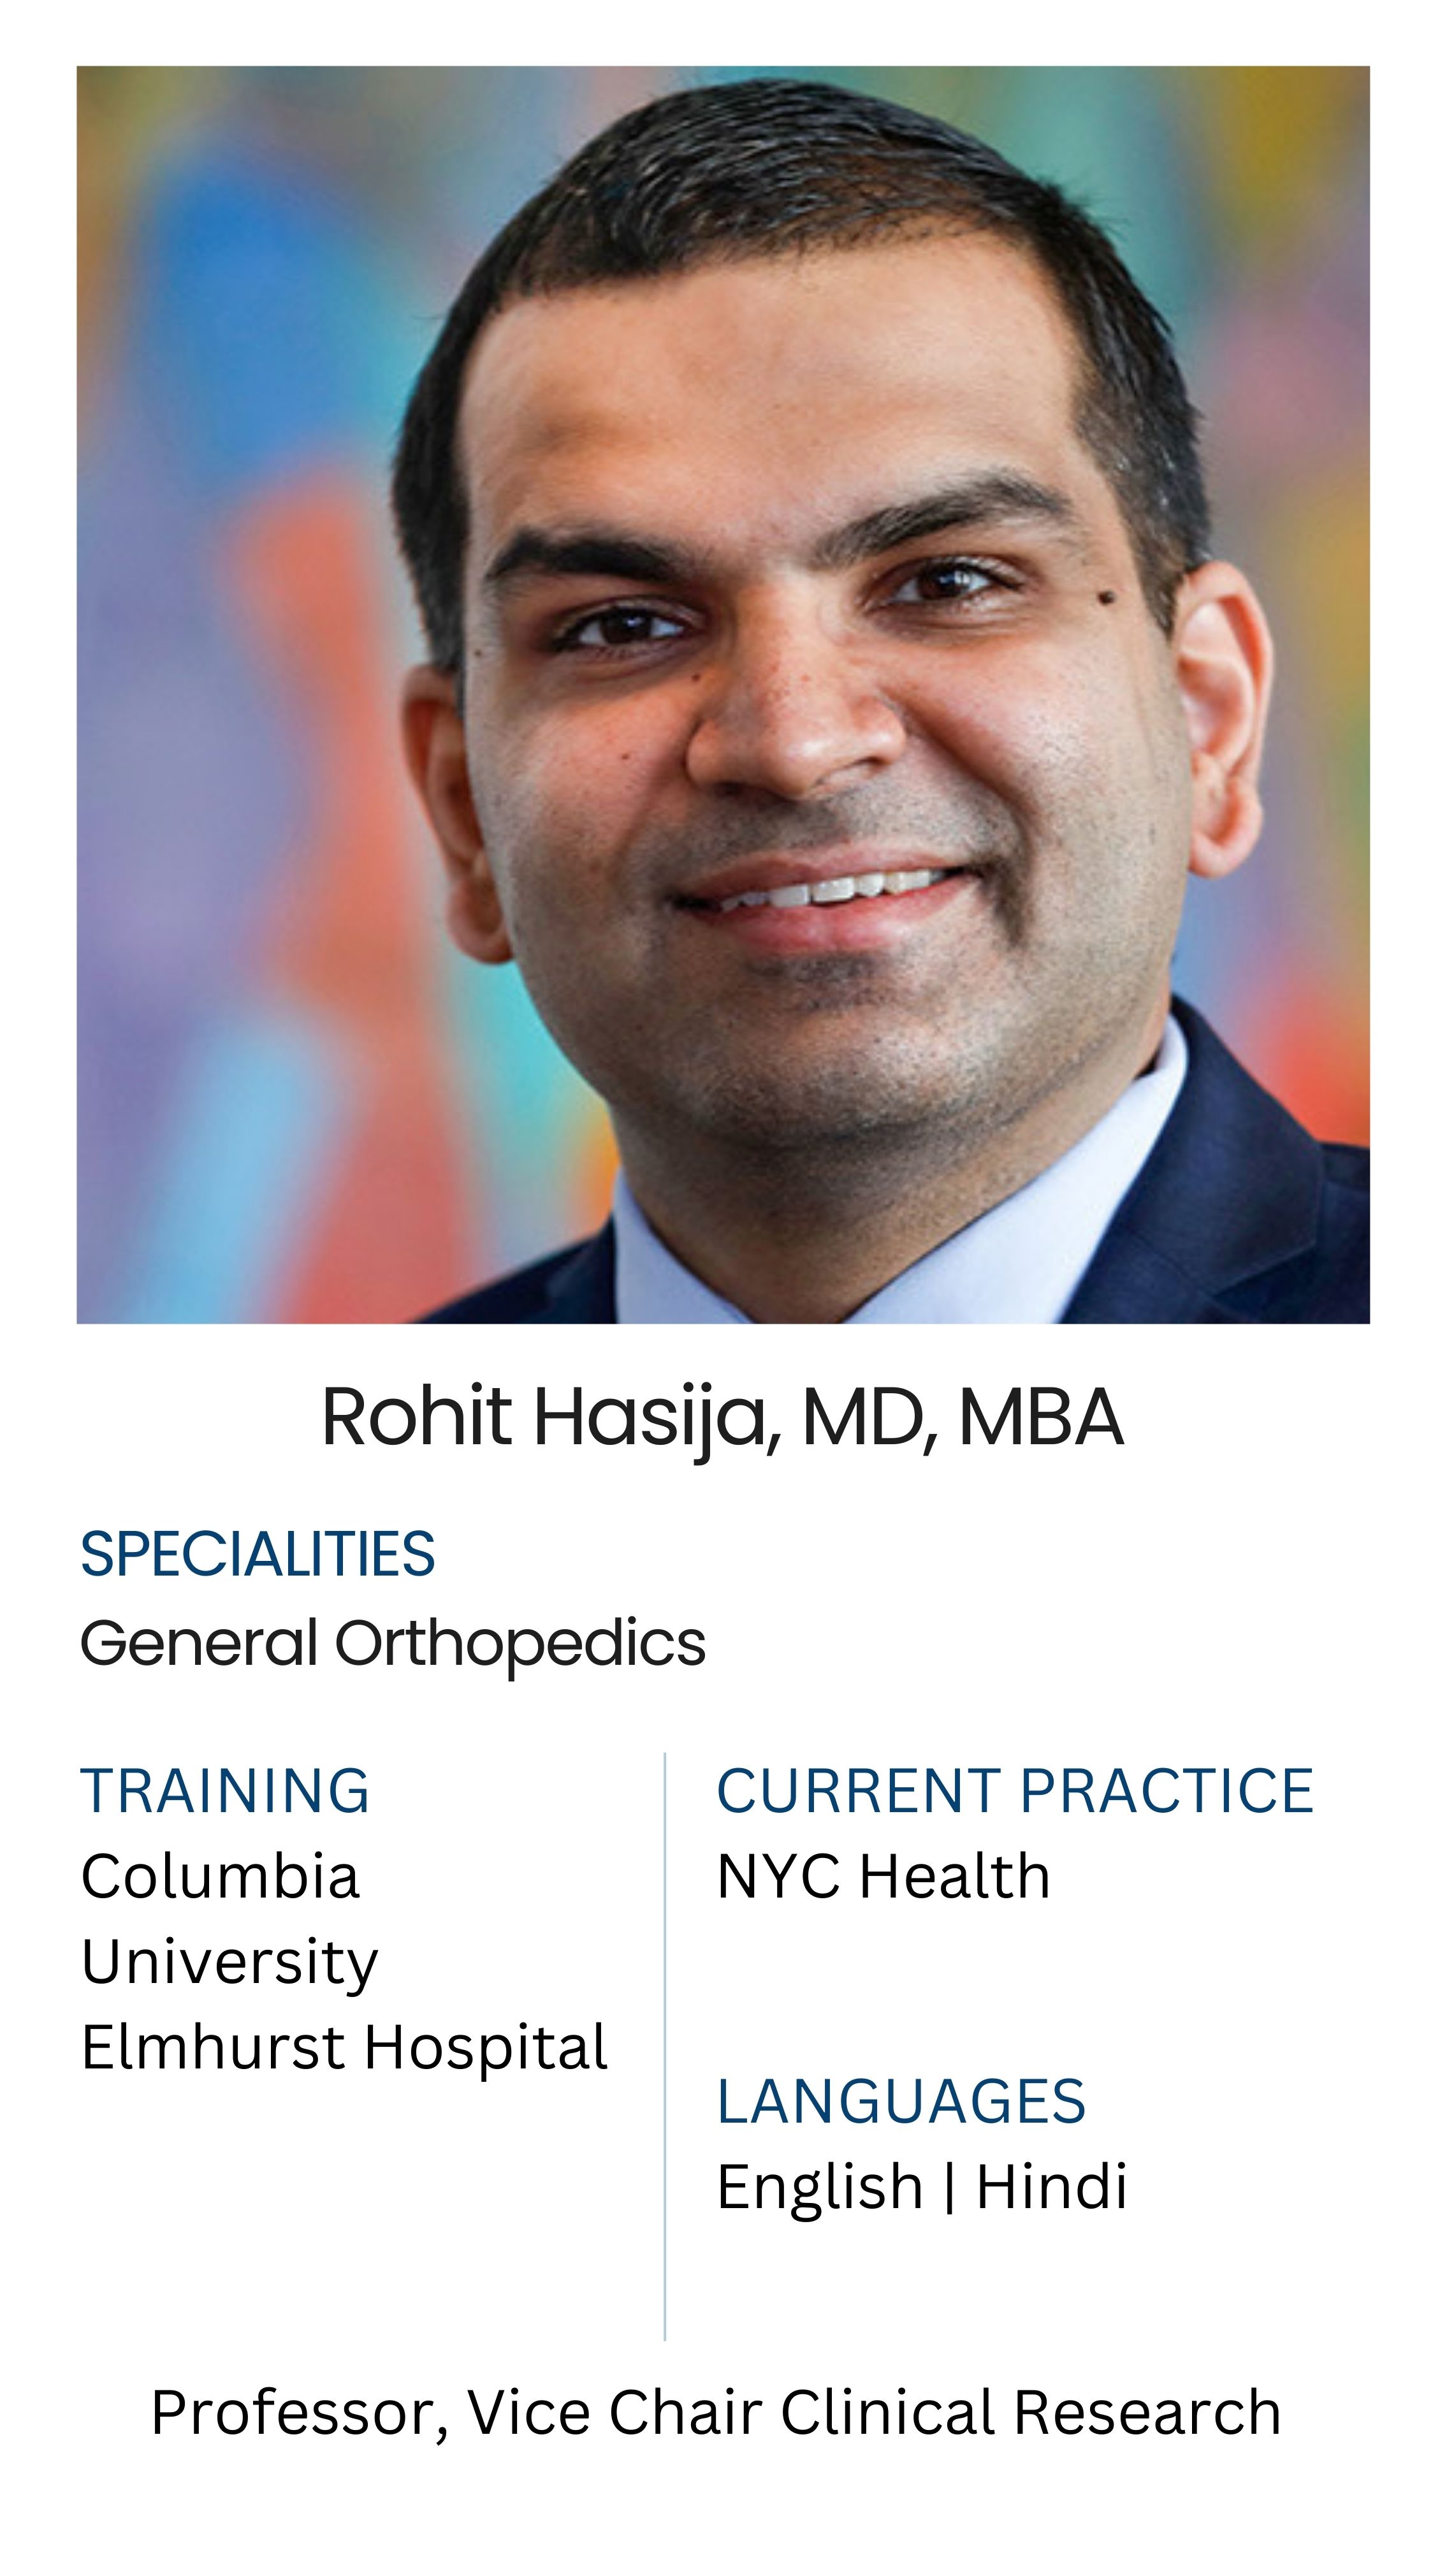 Rohit Hasija, MD, MBA
SPECIALITIES
General Orthopedics
TRAINING
Columbia
University
Elmhurst Hospital
CURRENT PRACTICE
NYC Health
LANGUAGES
English | Hindi
Professor, Vice Chair Clinical Research